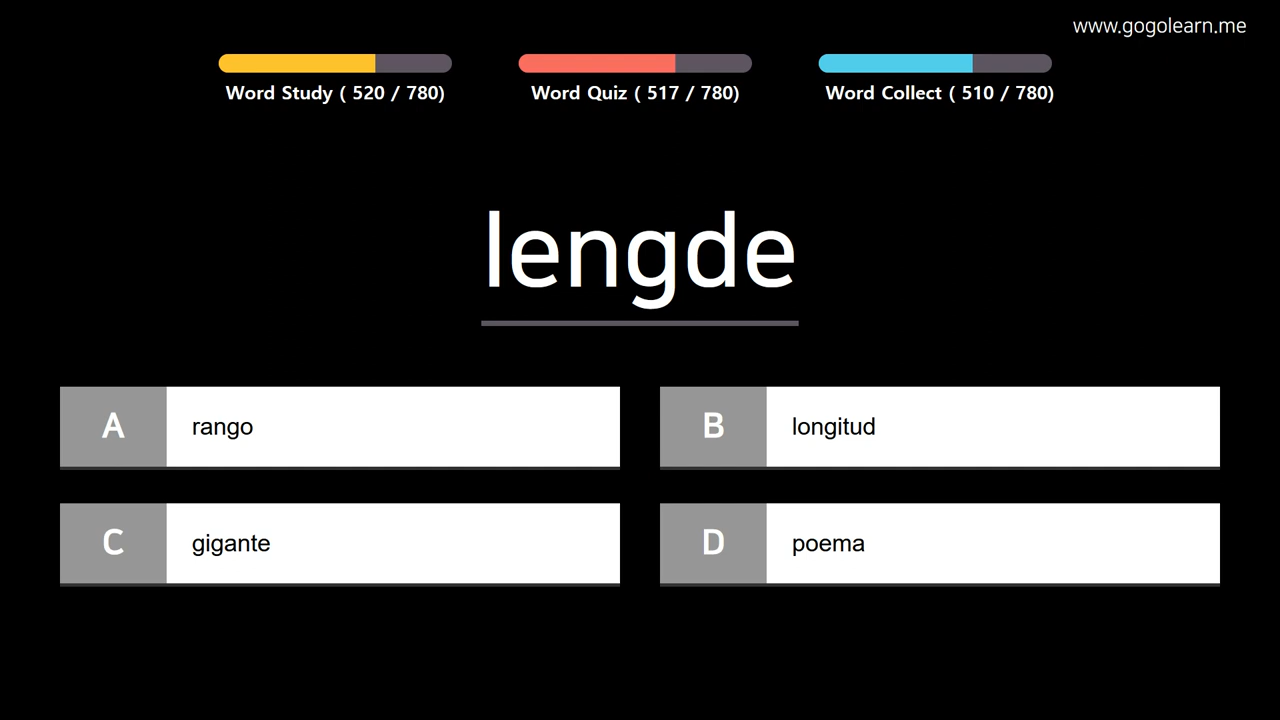 www.gogolearn.me
Word Study ( 520 / 780)
Word Quiz ( 517 / 780)
Word Collect ( 510 / 780)
lengde
A rango
B longitud
C gigante
D poema